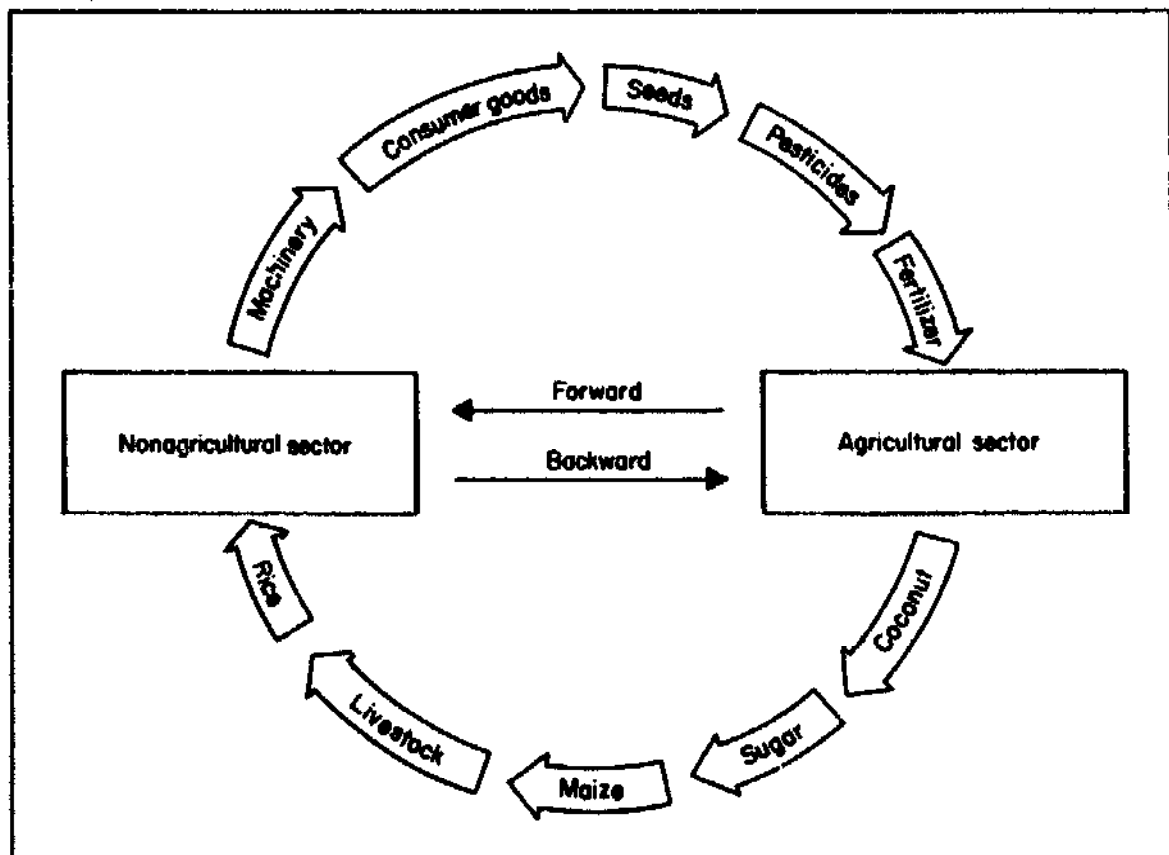 Consumer goods
Seeds
Pesticides
Machinery
Fertilizer
Forward
Nonagricultural sector
Agricultural sector
Backward
Rice
Coconut
Livestock
Sugar
Maize